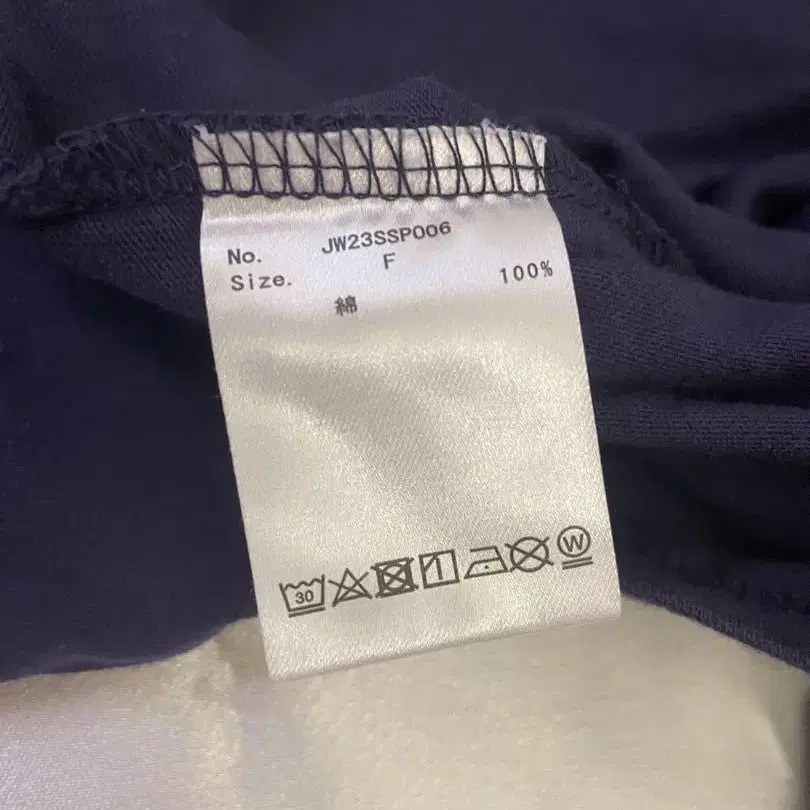 No. JW23SSP006
Size. F
綿 100%
30
W